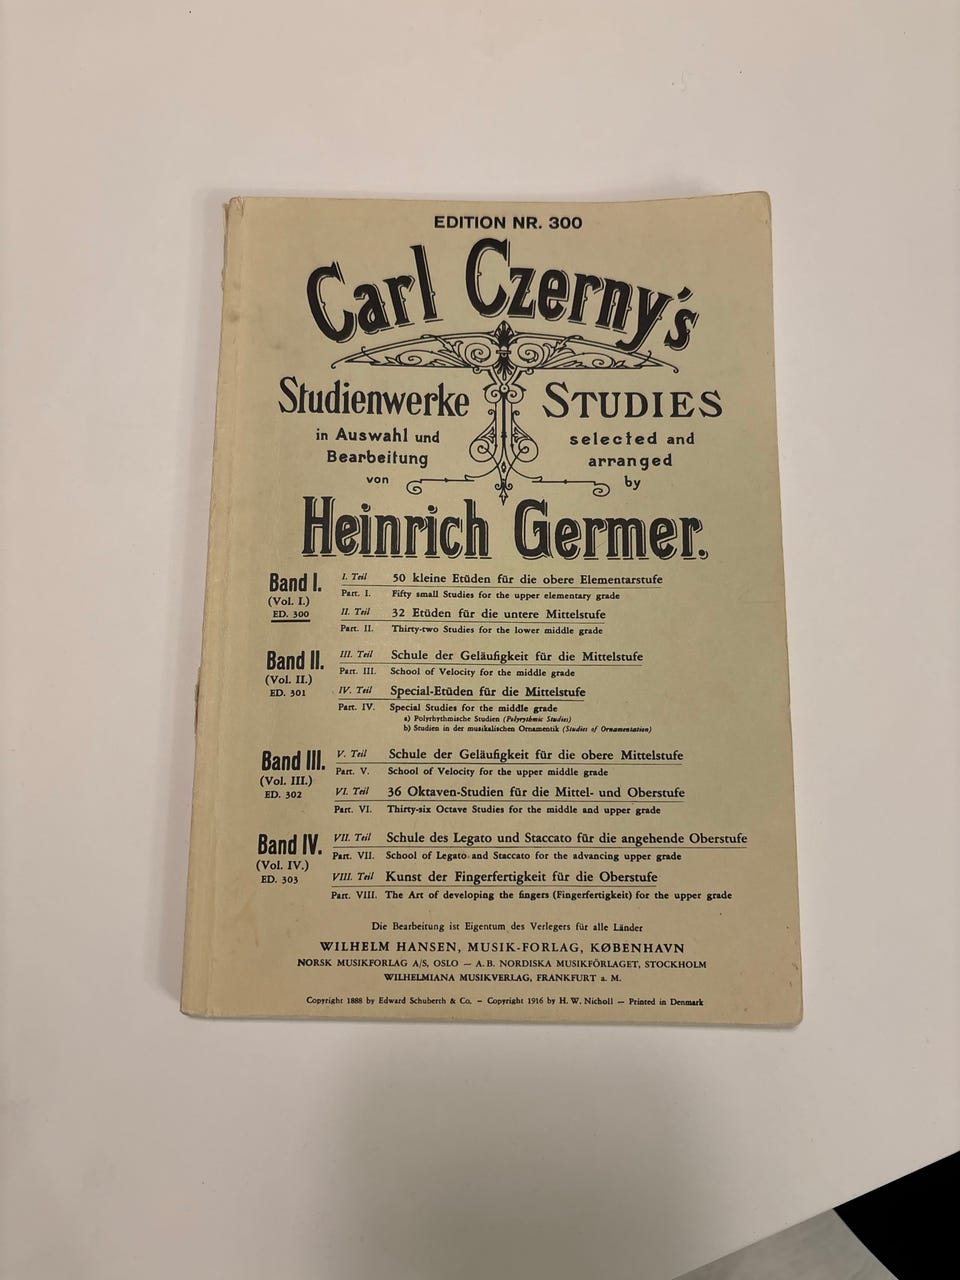 EDITION NR. 300
Carl Czerny's
Studienwerke
in Auswahl und
Bearbeitung
von
STUDIES
selected and
arranged
by
Heinrich Germer.
Band I.
(Vol. I.)
ED. 300
I. Teil 50 kleine Etüden für die obere Elementarstufe
Part. I. Fifty small Studies for the upper elementary grade
II. Teil 32 Etüden für die untere Mittelstufe
Part. II. Thirty-two Studies for the lower middle grade
Band II.
(Vol. II.)
ED. 301
III. Teil Schule der Geläufigkeit für die Mittelstufe
Part. III. School of Velocity for the middle grade
IV. Teil Special-Etüden für die Mittelstufe
Part. IV. Special Studies for the middle grade
a) Polyrhythmische Studien (Polyrythmic Studies)
b) Studien in der musikalischen Ornamentik (Studies of Ornamentation)
Band III.
(Vol. III.)
ED. 302
V. Teil Schule der Geläufigkeit für die obere Mittelstufe
Part. V. School of Velocity for the upper middle grade
VI. Teil 36 Oktaven-Studien für die Mittel- und Oberstufe
Part. VI. Thirty-six Octave Studies for the middle and upper grade
Band IV.
(Vol. IV.)
ED. 303
VII. Teil Schule des Legato und Staccato für die angehende Oberstufe
Part. VII. School of Legato and Staccato for the advancing upper grade
VIII. Teil Kunst der Fingerfertigkeit für die Oberstufe
Part. VIII. The Art of developing the fingers (Fingerfertigkeit) for the upper grade
Die Bearbeitung ist Eigentum des Verlegers für alle Länder
WILHELM HANSEN, MUSIK-FORLAG, KØBENHAVN
NORSK MUSIKFORLAG A/S, OSLO — A. B. NORDISKA MUSIKFÖRLAGET, STOCKHOLM
WILHELMIANA MUSIKVERLAG, FRANKFURT a. M.
Copyright 1888 by Edward Schuberth & Co. – Copyright 1916 by H. W. Nicholl — Printed in Denmark